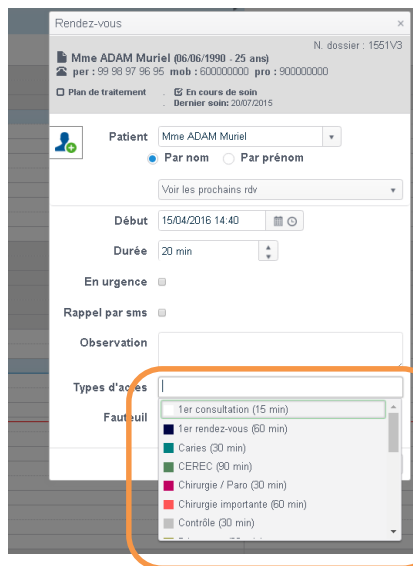 Rendez-vous ×
N. dossier : 1551V3
Mme ADAM Muriel (06/06/1990 - 25 ans)
per : 99 98 97 96 95 mob : 600000000 pro : 900000000
Plan de traitement . En cours de soin
. Dernier soin: 20/07/2015
Patient Mme ADAM Muriel
Par nom Par prénom
Voir les prochains rdv
Début 15/04/2016 14:40
Durée 20 min
En urgence
Rappel par sms
Observation
Types d'actes
1er consultation (15 min)
Fauteuil 1er rendez-vous (60 min)
Caries (30 min)
CEREC (90 min)
Chirurgie / Paro (30 min)
Chirurgie importante (60 min)
Contrôle (30 min)